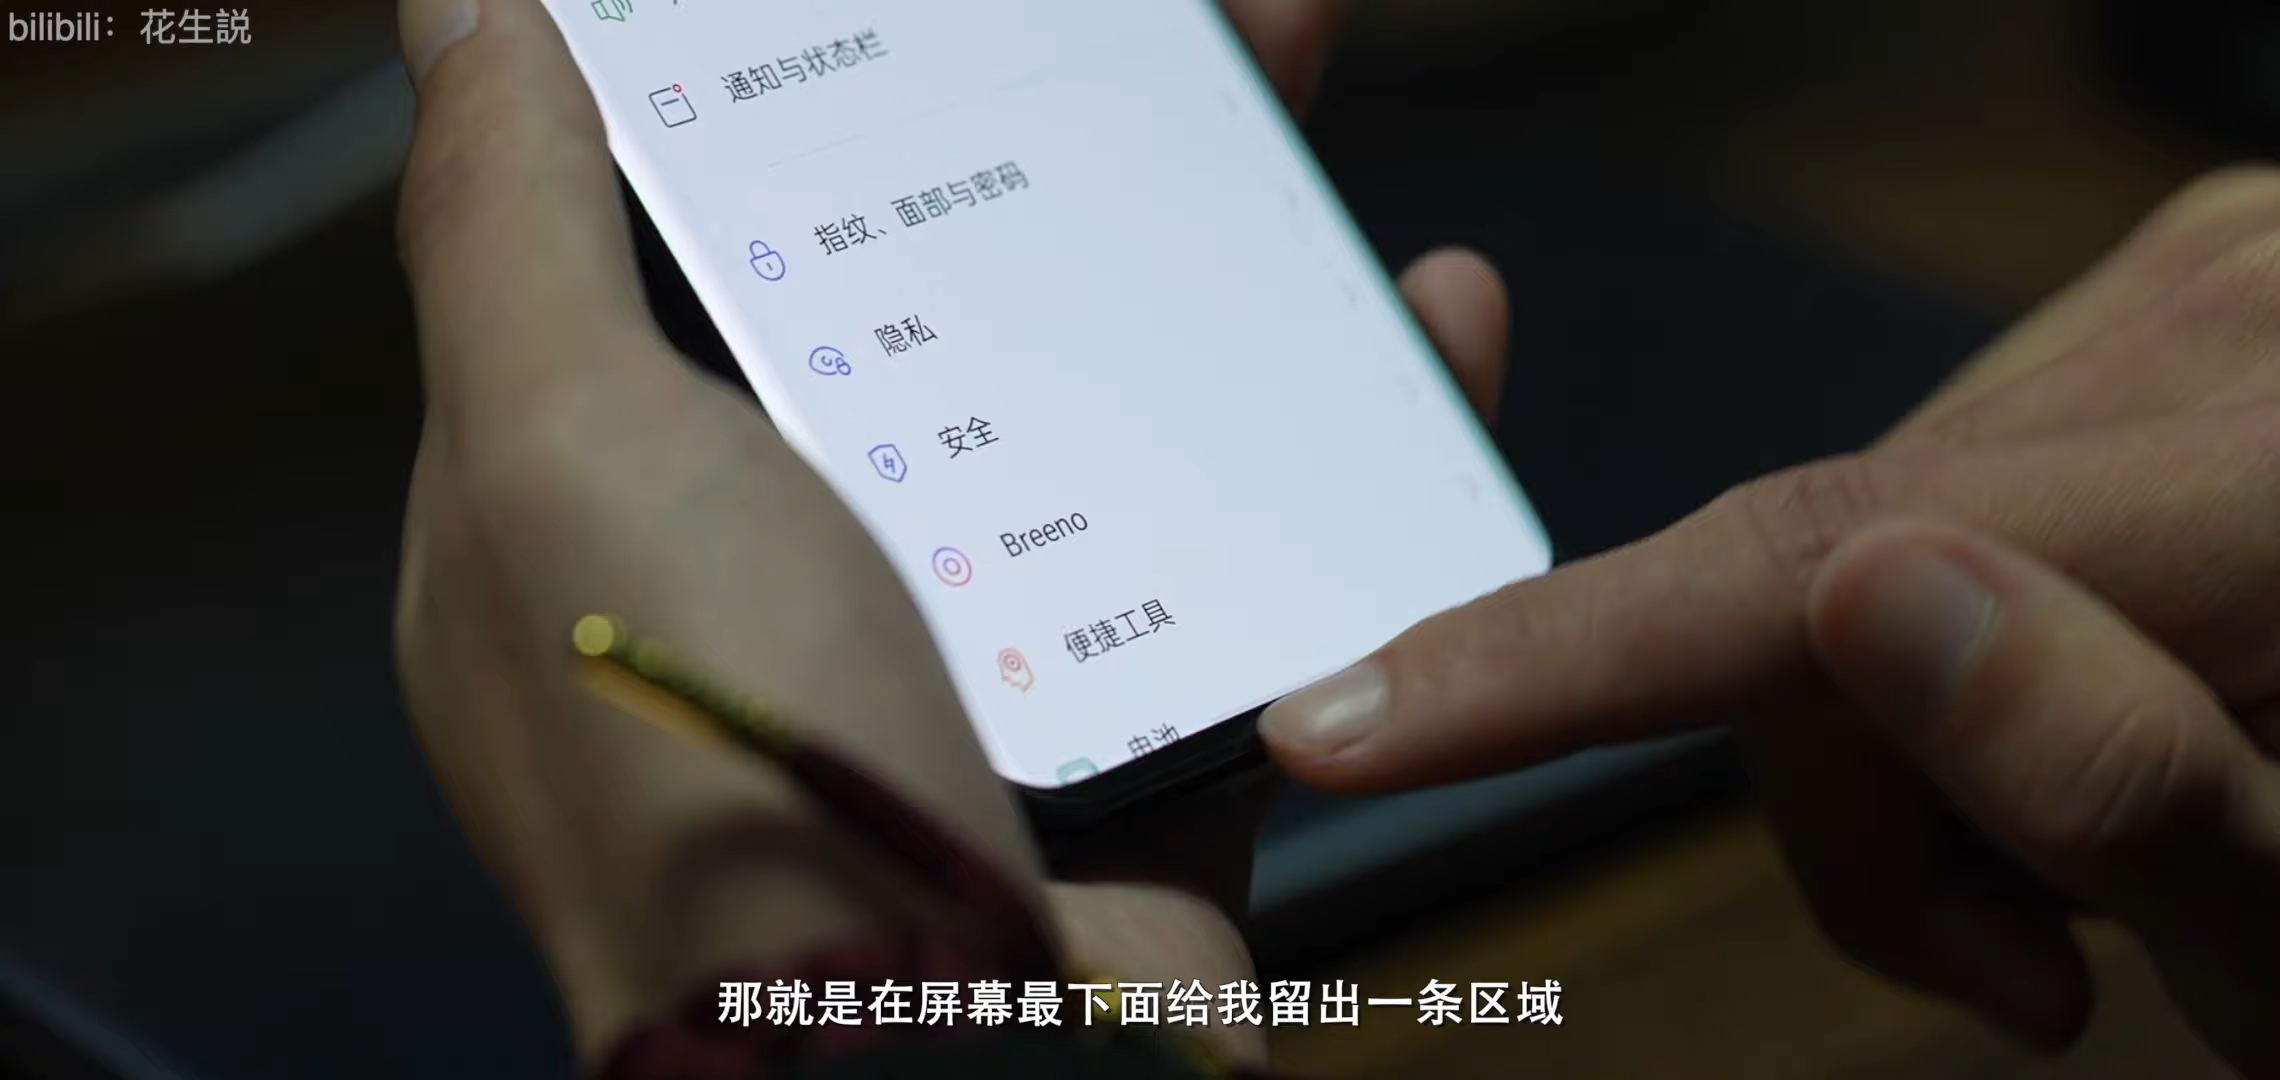 bilibili：花生説
通知与状态栏
指纹、面部与密码
隐私
安全
Breeno
便捷工具
电池
那就是在屏幕最下面给我留出一条区域